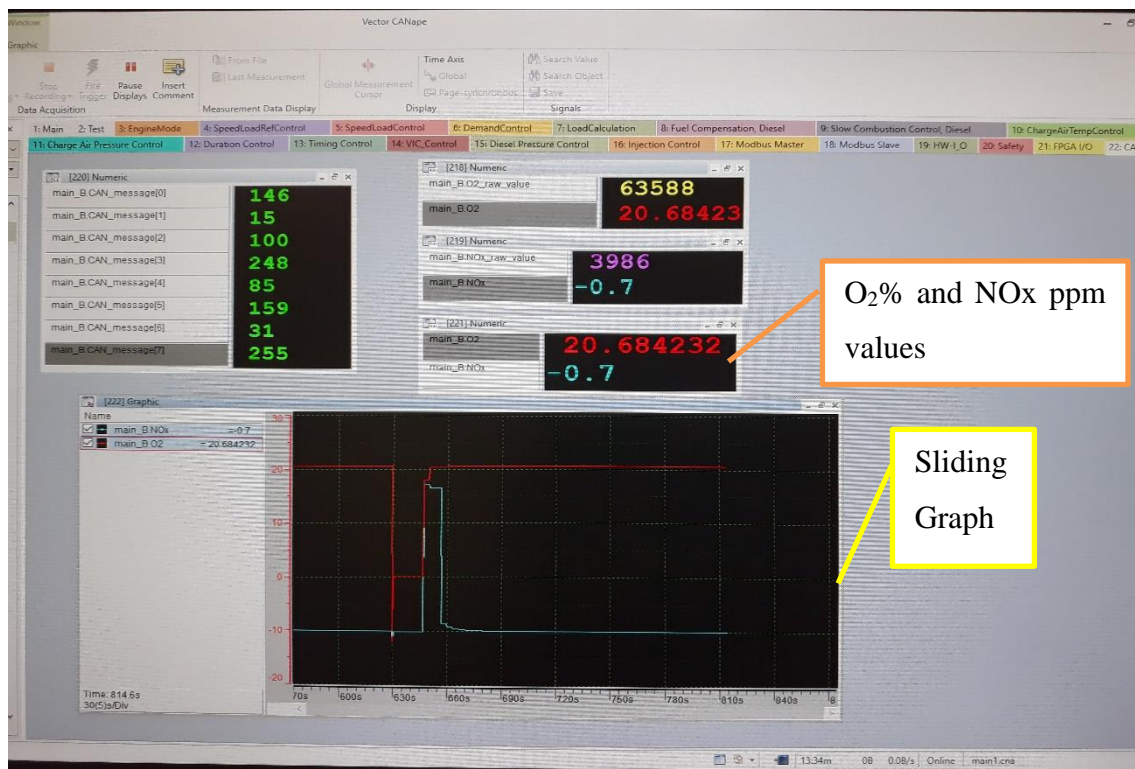 Window
Vector CANape
Graphic
From File
Time Axis
Search Value
Last Measurement
Global
Search Object
Stop
Fire
Pause
Insert
Global Measurement
Recording
Trigger
Displays
Comment
Cursor
Page-synchronous
Save
Data Acquisition
Measurement Data Display
Display
Signals
1: Main 2: Test 3: EngineMode 4: SpeedLoadRefControl 5: SpeedLoadControl 6: DemandControl 7: LoadCalculation 8: Fuel Compensation, Diesel 9: Slow Combustion Control, Diesel 10: ChargeAirTempControl
11: Charge Air Pressure Control 12: Duration Control 13: Timing Control 14: VIC_Control 15: Diesel Pressure Control 16: Injection Control 17: Modbus Master 18: Modbus Slave 19: HW-I_O 20: Safety 21: FPGA I/O 22: CA
[220] Numeric
main_B.CAN_message[0] 146
main_B.CAN_message[1] 15
main_B.CAN_message[2] 100
main_B.CAN_message[3] 248
main_B.CAN_message[4] 85
main_B.CAN_message[5] 159
main_B.CAN_message[6] 31
main_B.CAN_message[7] 255
[218] Numeric
main_B.O2_raw_value 63588
main_B.O2 20.68423
[219] Numeric
main_B.NOx_raw_value 3986
main_B.NOx -0.7
[221] Numeric
main_B.O2 20.684232
main_B.NOx -0.7
O₂% and NOx ppm
values
[222] Graphic
Name
main_B.NOx =-0.7
main_B.O2 = 20.684232
30
20
10
0
-10
-20
Sliding
Graph
Time: 814.6s
30(5)s/Div
70s 600s 630s 660s 690s 720s 750s 780s 810s 840s 8
13:34m 0B 0.0B/s Online main1.cna